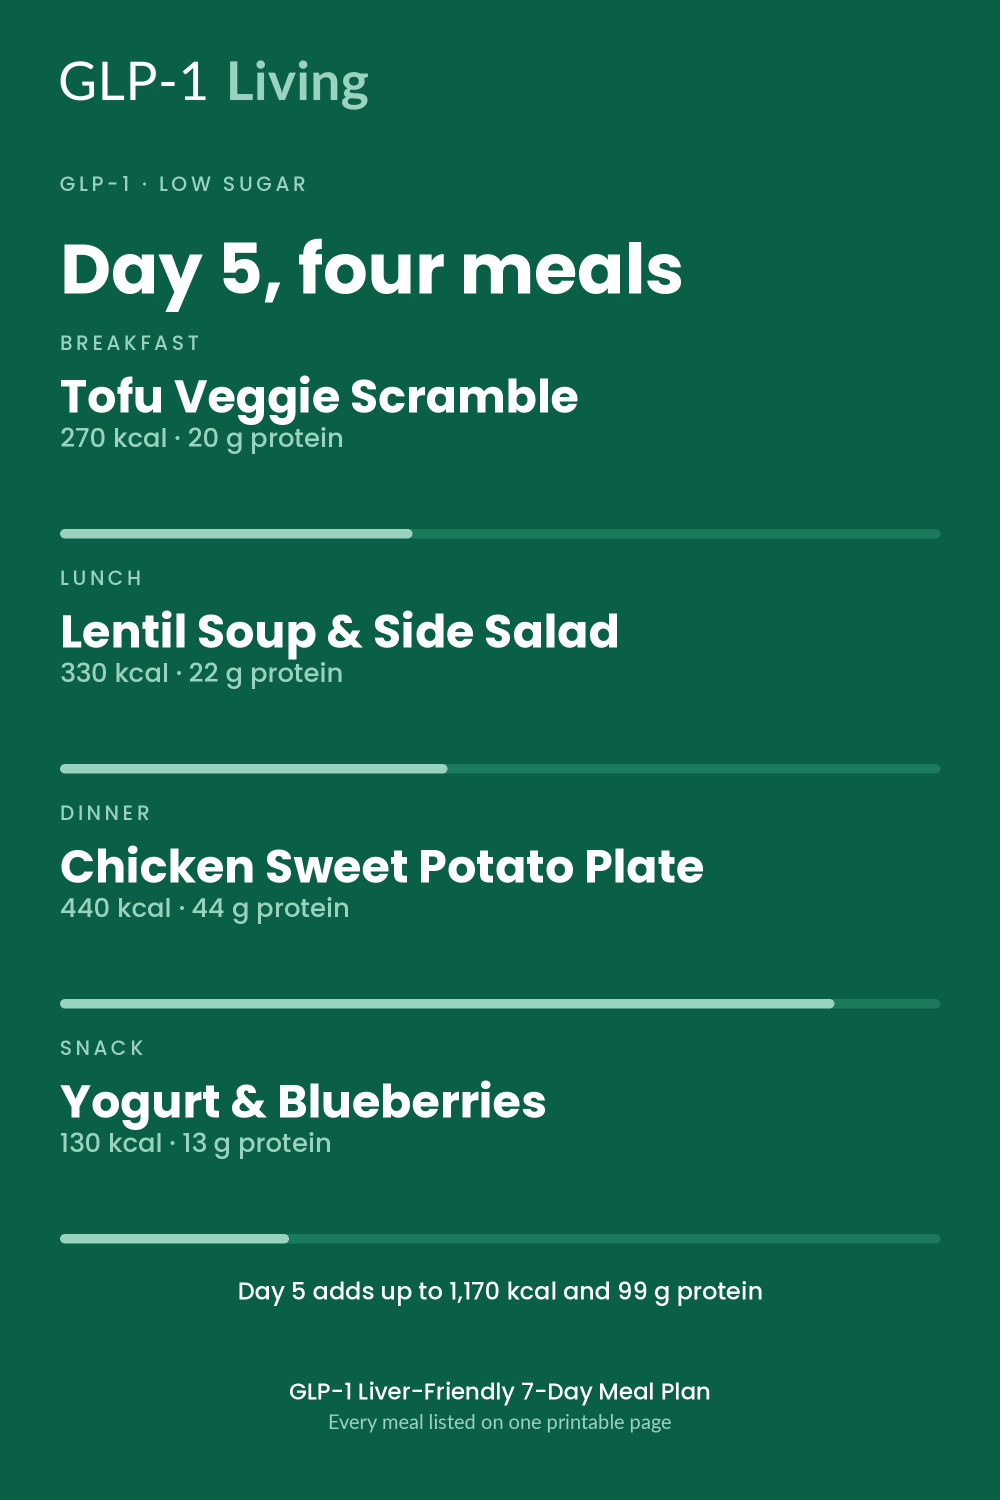 GLP-1 Living
GLP-1 · LOW SUGAR
Day 5, four meals
BREAKFAST
Tofu Veggie Scramble
270 kcal · 20 g protein
LUNCH
Lentil Soup & Side Salad
330 kcal · 22 g protein
DINNER
Chicken Sweet Potato Plate
440 kcal · 44 g protein
SNACK
Yogurt & Blueberries
130 kcal · 13 g protein
Day 5 adds up to 1,170 kcal and 99 g protein
GLP-1 Liver-Friendly 7-Day Meal Plan
Every meal listed on one printable page